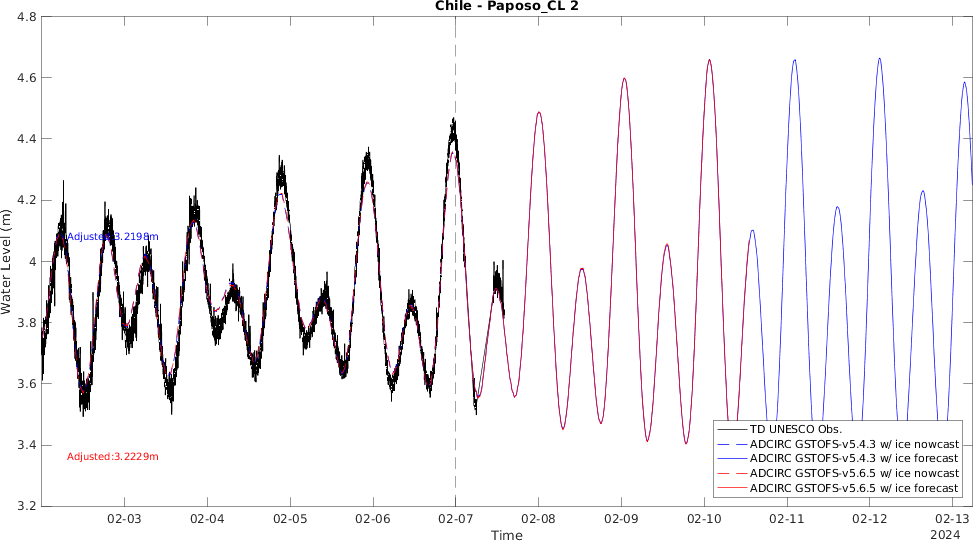 Chile - Paposo_CL 2
4.8
4.6
4.4
4.2
4
3.8
3.6
3.4
3.2
Water Level (m)
Adjusted:3.2198m
Adjusted:3.2229m
TD UNESCO Obs.
ADCIRC GSTOFS-v5.4.3 w/ ice nowcast
ADCIRC GSTOFS-v5.4.3 w/ ice forecast
ADCIRC GSTOFS-v5.6.5 w/ ice nowcast
ADCIRC GSTOFS-v5.6.5 w/ ice forecast
02-03 02-04 02-05 02-06 02-07 02-08 02-09 02-10 02-11 02-12 02-13
Time
2024